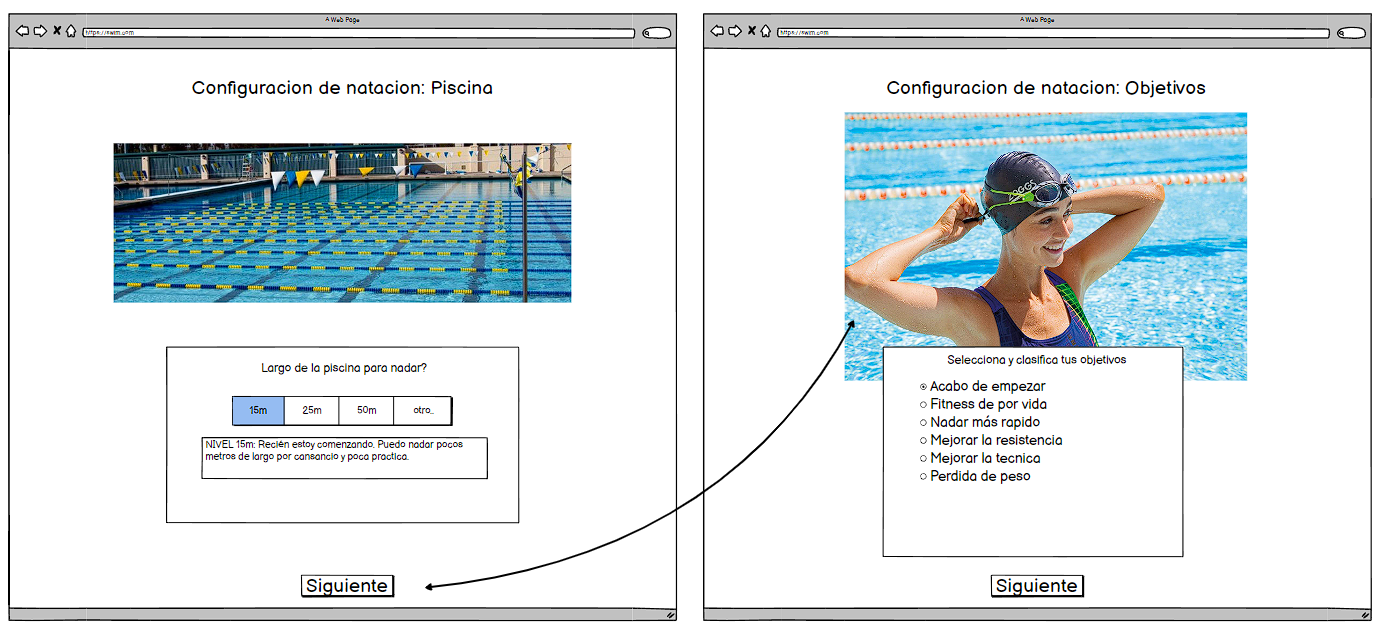 A Web Page
https://swim.com
Configuracion de natacion: Piscina
Largo de la piscina para nadar?
15m
25m
50m
otro_
NIVEL 15m: Recién estoy comenzando. Puedo nadar pocos
metros de largo por cansancio y poca practica.
Siguiente
A Web Page
https://swim.com
Configuracion de natacion: Objetivos
ZOGGS
Selecciona y clasifica tus objetivos
Acabo de empezar
Fitness de por vida
Nadar más rapido
Mejorar la resistencia
Mejorar la tecnica
Perdida de peso
Siguiente